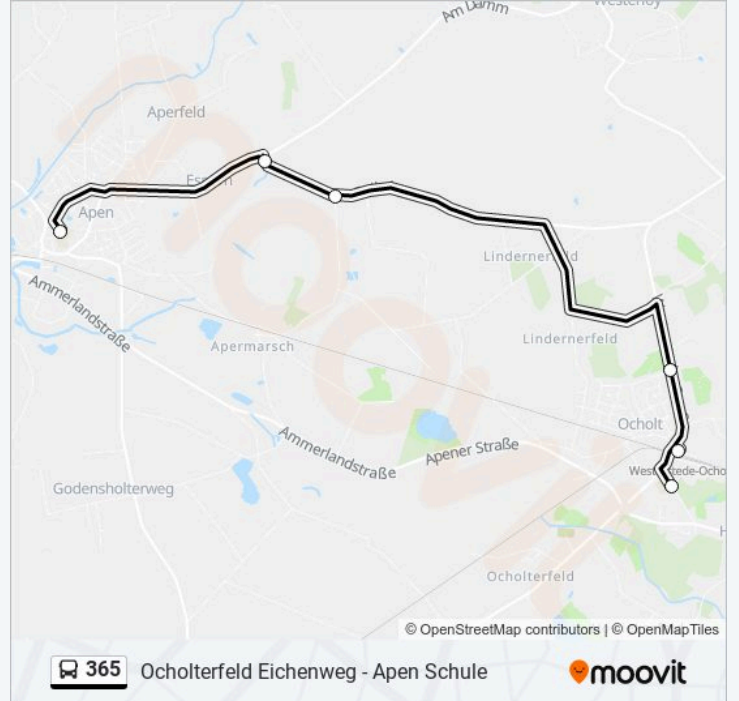 Am Damm
Aperfeld
Apen
Lindernerfeld
Ammerlandstraße
Apermarsch
Lindernerfeld
Ocholt
Ammerlandstraße
Apener Straße
Godensholterweg
Ocholterfeld
© OpenStreetMap contributors | © OpenMapTiles
365 Ocholterfeld Eichenweg - Apen Schule moovit